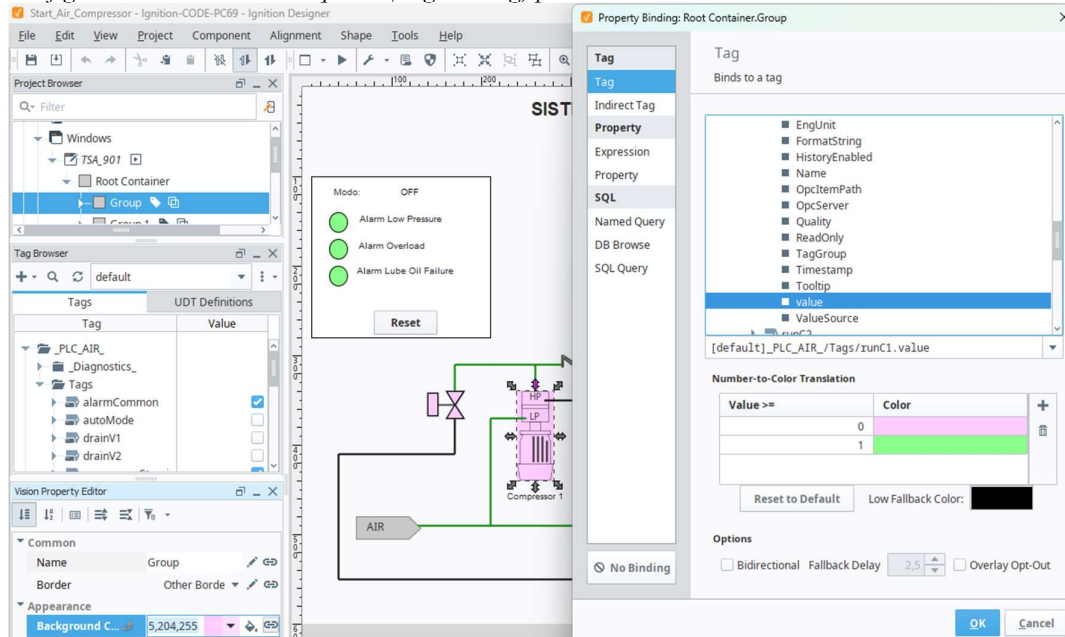 Start_Air_Compressor - Ignition-CODE-PC69 - Ignition Designer
File Edit View Project Component Alignment Shape Tools Help
Project Browser
Filter
Windows
TSA_901
Root Container
Group
Tag Browser
default
Tags UDT Definitions
Tag Value
_PLC_AIR_
_Diagnostics_
Tags
alarmCommon
autoMode
drainV1
drainV2
Vision Property Editor
Common
Name Group
Border Other Borde
Appearance
Background C... 5,204,255
100 200
SIST
Modo: OFF
Alarm Low Pressure
Alarm Overload
Alarm Lube Oil Failure
Reset
HP
LP
Compressor 1
AIR
Property Binding: Root Container.Group
Tag
Tag
Indirect Tag
Property
Expression
Property
SQL
Named Query
DB Browse
SQL Query
No Binding
Tag
Binds to a tag
EngUnit
FormatString
HistoryEnabled
Name
OpcItemPath
OpcServer
Quality
ReadOnly
TagGroup
Timestamp
Tooltip
value
ValueSource
runC2
[default]_PLC_AIR_/Tags/runC1.value
Number-to-Color Translation
Value >= Color
0
1
Reset to Default Low Fallback Color:
Options
Bidirectional Fallback Delay 2,5 Overlay Opt-Out
OK Cancel